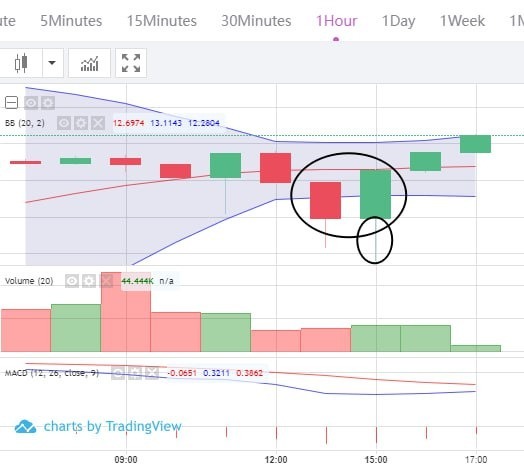 ute 5Minutes 15Minutes 30Minutes 1Hour 1Day 1Week 1M
BB (20, 2) 12.6974 13.1143 12.2804
Volume (20) 44.444K n/a
MACD (12, 26, close, 9) -0.0651 0.3211 0.3862
charts by TradingView
09:00 12:00 15:00 17:00